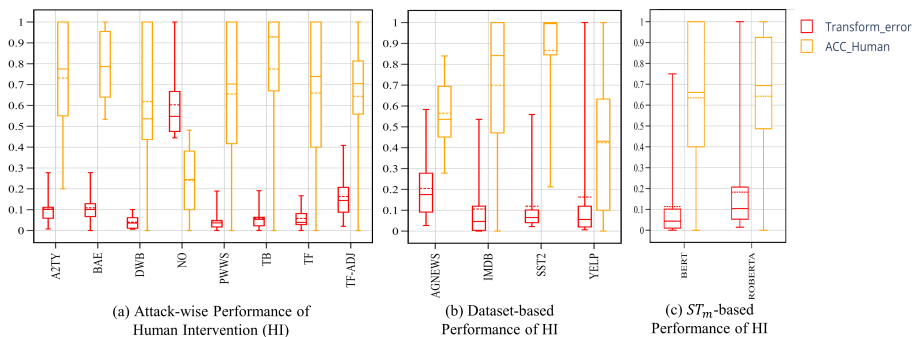 1
0.9
0.8
0.7
0.6
0.5
0.4
0.3
0.2
0.1
0
A2TY
BAE
DWB
NO
PWWS
TB
TF
TF-ADJ
(a) Attack-wise Performance of
Human Intervention (HI)
1
0.9
0.8
0.7
0.6
0.5
0.4
0.3
0.2
0.1
0
AGNEWS
IMDB
SST2
YELP
(b) Dataset-based
Performance of HI
1
0.9
0.8
0.7
0.6
0.5
0.4
0.3
0.2
0.1
0
BERT
ROBERTA
(c) STm-based
Performance of HI
Transform_error
ACC_Human